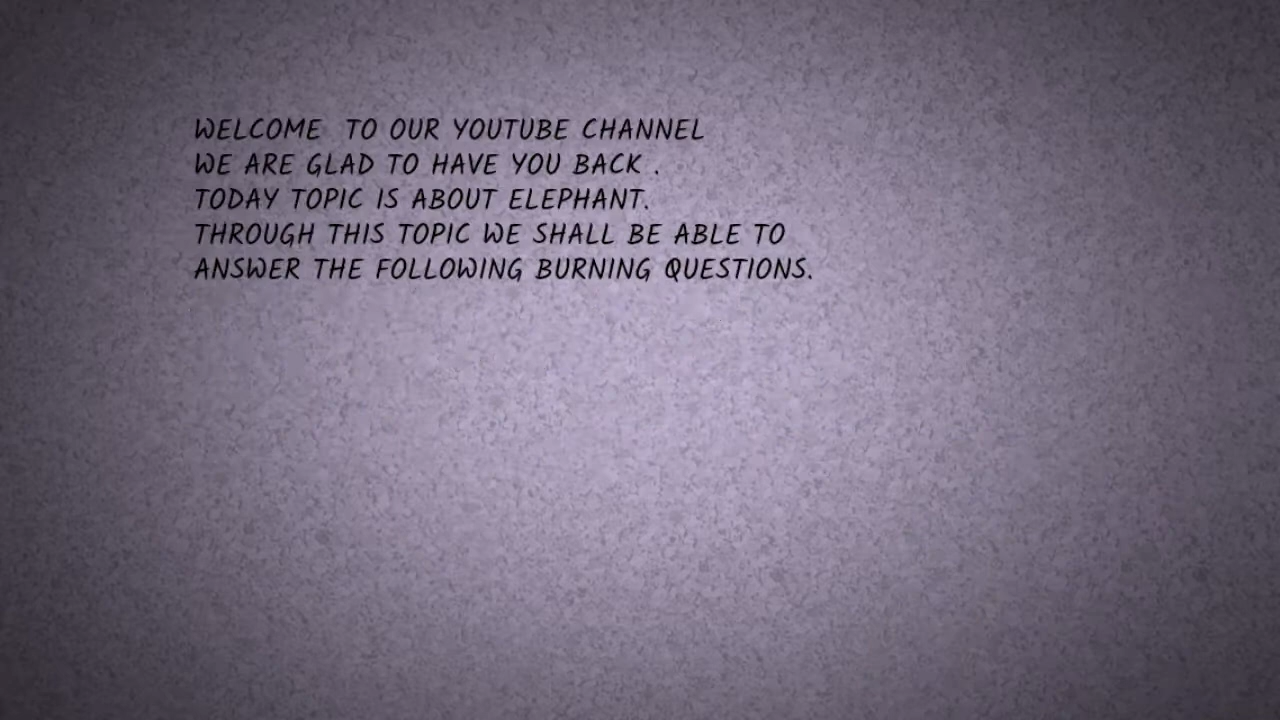 WELCOME  TO OUR YOUTUBE CHANNEL
WE ARE GLAD TO HAVE YOU BACK .
TODAY TOPIC IS ABOUT ELEPHANT.
THROUGH THIS TOPIC WE SHALL BE ABLE TO
ANSWER THE FOLLOWING BURNING QUESTIONS.